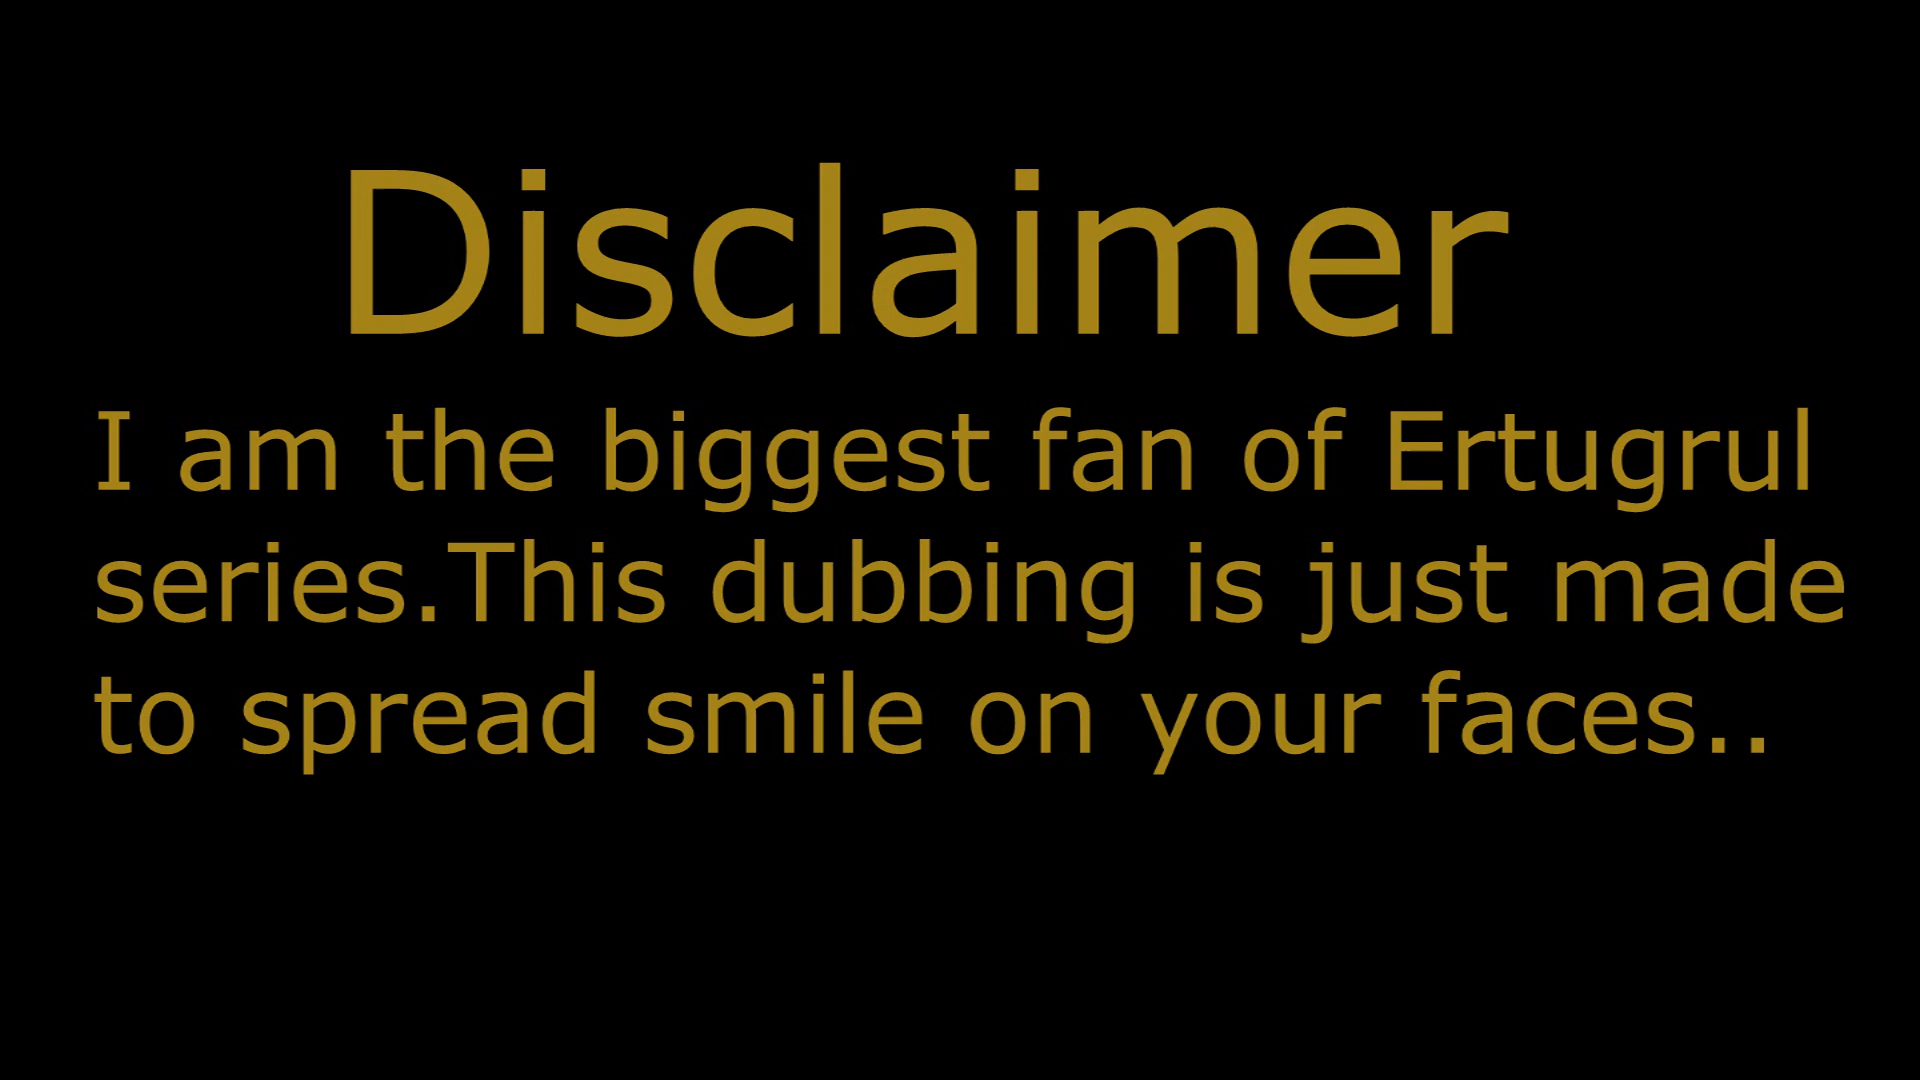 Disclaimer
I am the biggest fan of Ertugrul
series.This dubbing is just made
to spread smile on your faces..